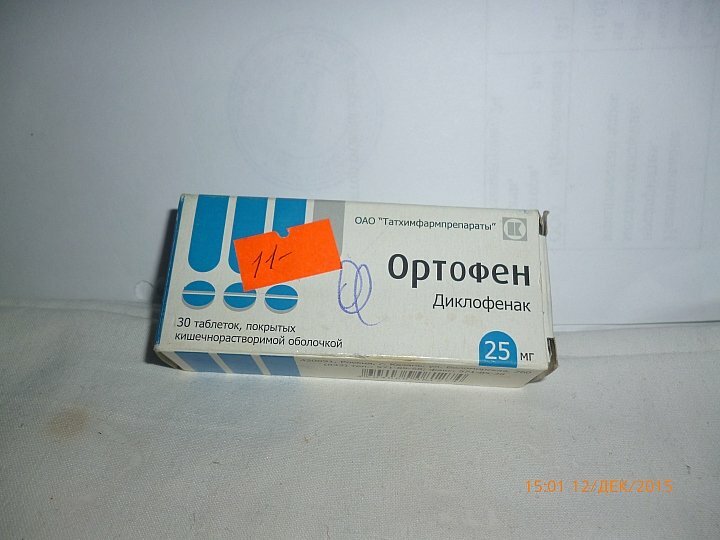 ОАО "Татхимфармпрепараты"
11-
Ортофен
Диклофенак
30 таблеток, покрытых
кишечнорастворимой оболочкой
25 мг
15:01 12/ДЕК/2015